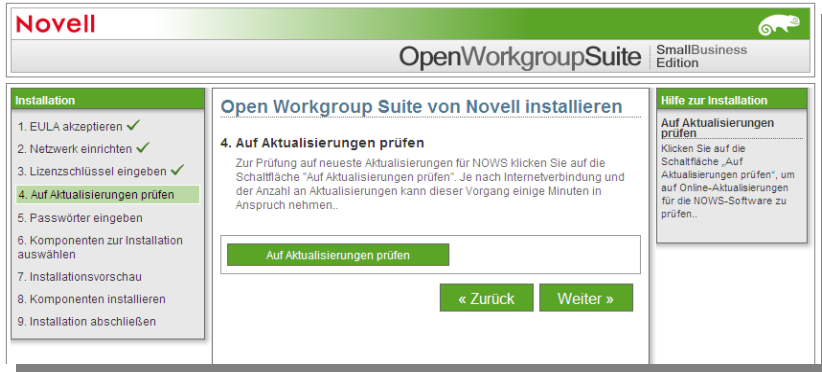 Novell
OpenWorkgroupSuite
SmallBusiness
Edition
Installation
1. EULA akzeptieren
2. Netzwerk einrichten
3. Lizenzschlüssel eingeben
4. Auf Aktualisierungen prüfen
5. Passwörter eingeben
6. Komponenten zur Installation
auswählen
7. Installationsvorschau
8. Komponenten installieren
9. Installation abschließen
Open Workgroup Suite von Novell installieren
4. Auf Aktualisierungen prüfen
Zur Prüfung auf neueste Aktualisierungen für NOWS klicken Sie auf die
Schaltfläche "Auf Aktualisierungen prüfen". Je nach Internetverbindung und
der Anzahl an Aktualisierungen kann dieser Vorgang einige Minuten in
Anspruch nehmen..
Auf Aktualisierungen prüfen
« Zurück
Weiter »
Hilfe zur Installation
Auf Aktualisierungen
prüfen
Klicken Sie auf die
Schaltfläche „Auf
Aktualisierungen prüfen“, um
auf Online-Aktualisierungen
für die NOWS-Software zu
prüfen..